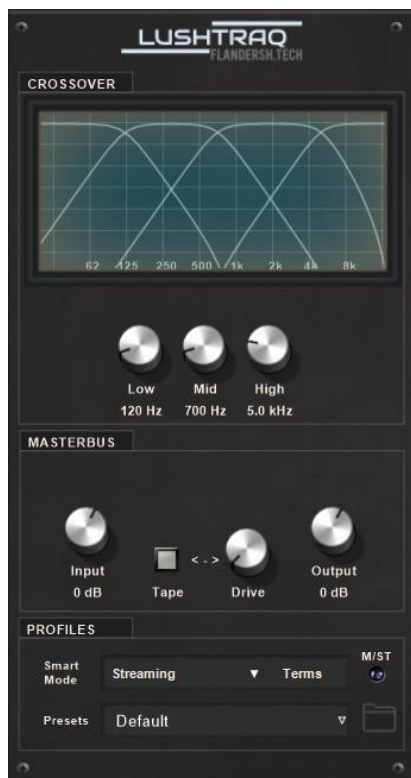 LUSHTRAQ
FLANDERSH.TECH
CROSSOVER
62 125 250 500 1k 2k 4k 8k
Low Mid High
120 Hz 700 Hz 5.0 kHz
MASTERBUS
< - >
Input Output
0 dB Tape Drive 0 dB
PROFILES
M/ST
Smart
Mode
Streaming ▼ Terms
Presets Default ▽